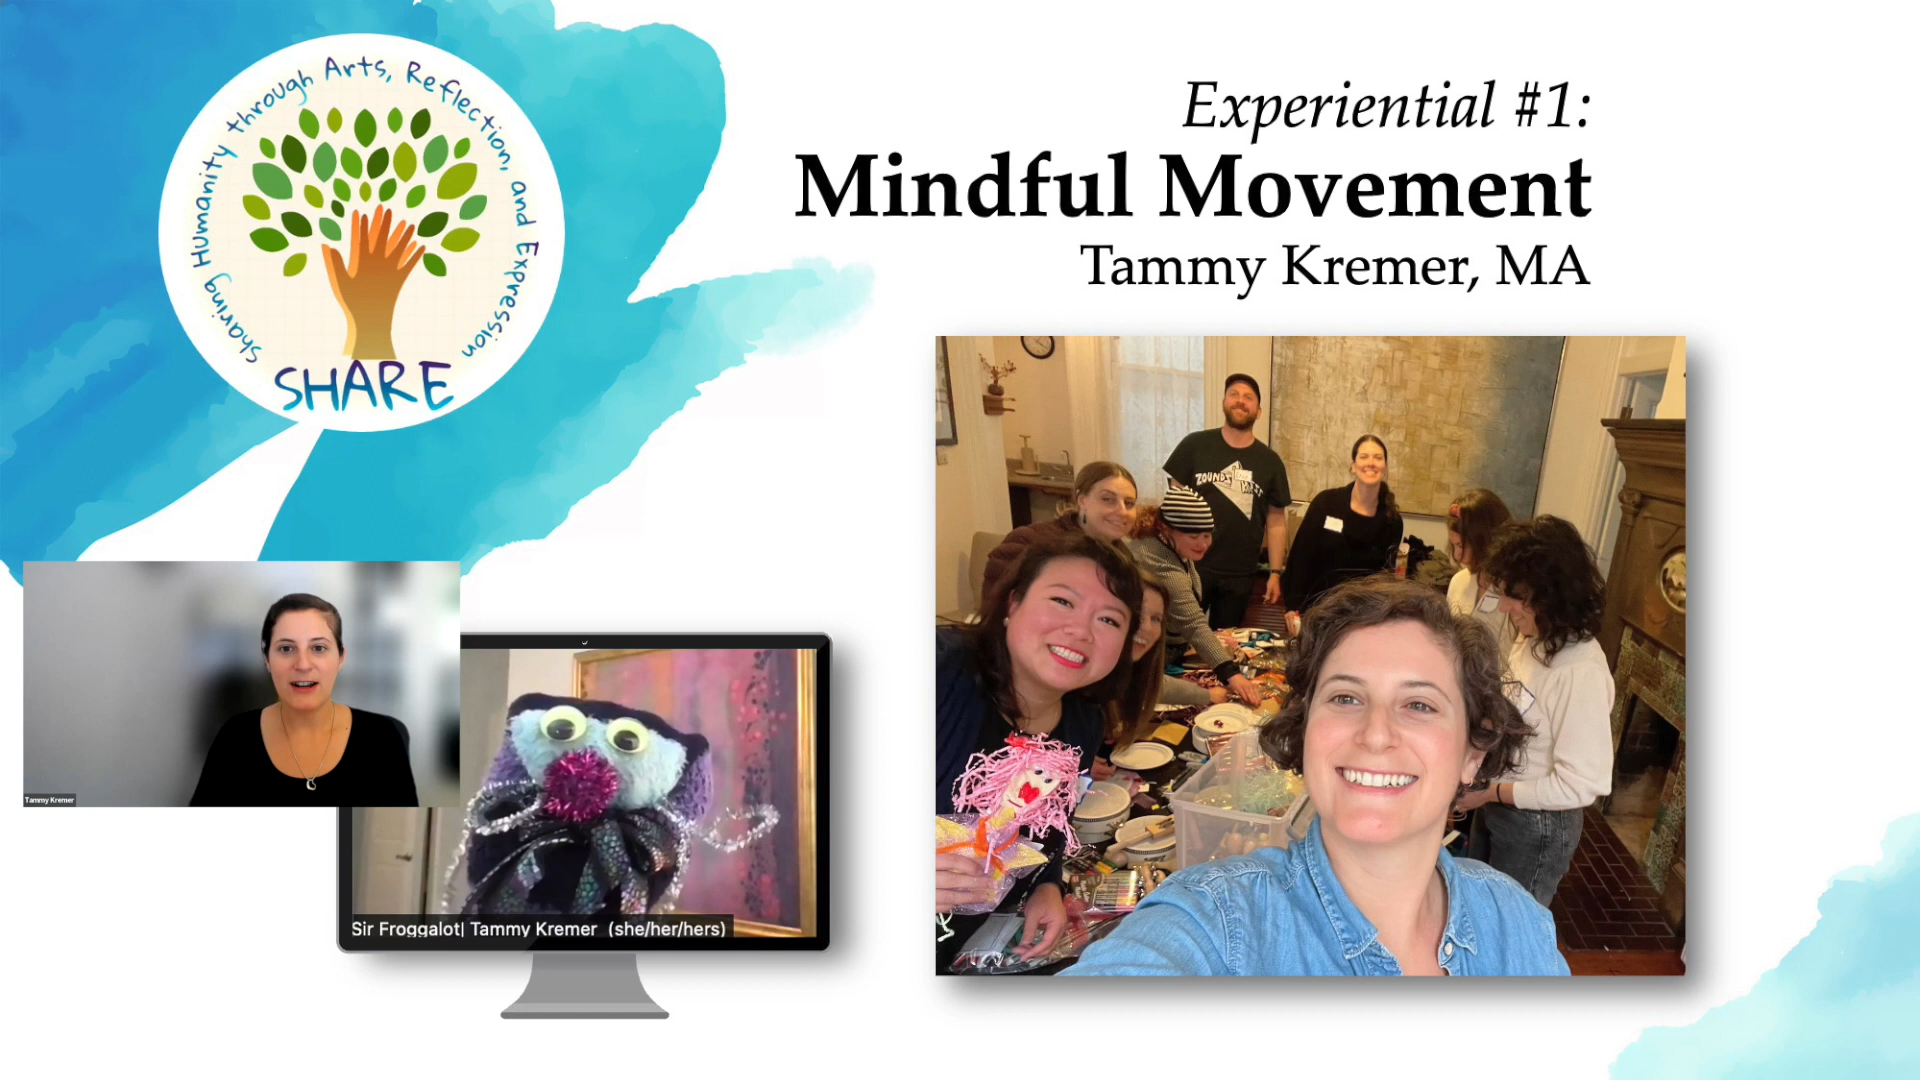 Sharing Humanity through Arts, Reflection, and Expression
SHARE
Experiential #1:
Mindful Movement
Tammy Kremer, MA
ZOUNDS
Tammy Kremer
Sir Froggalot| Tammy Kremer (she/her/hers)